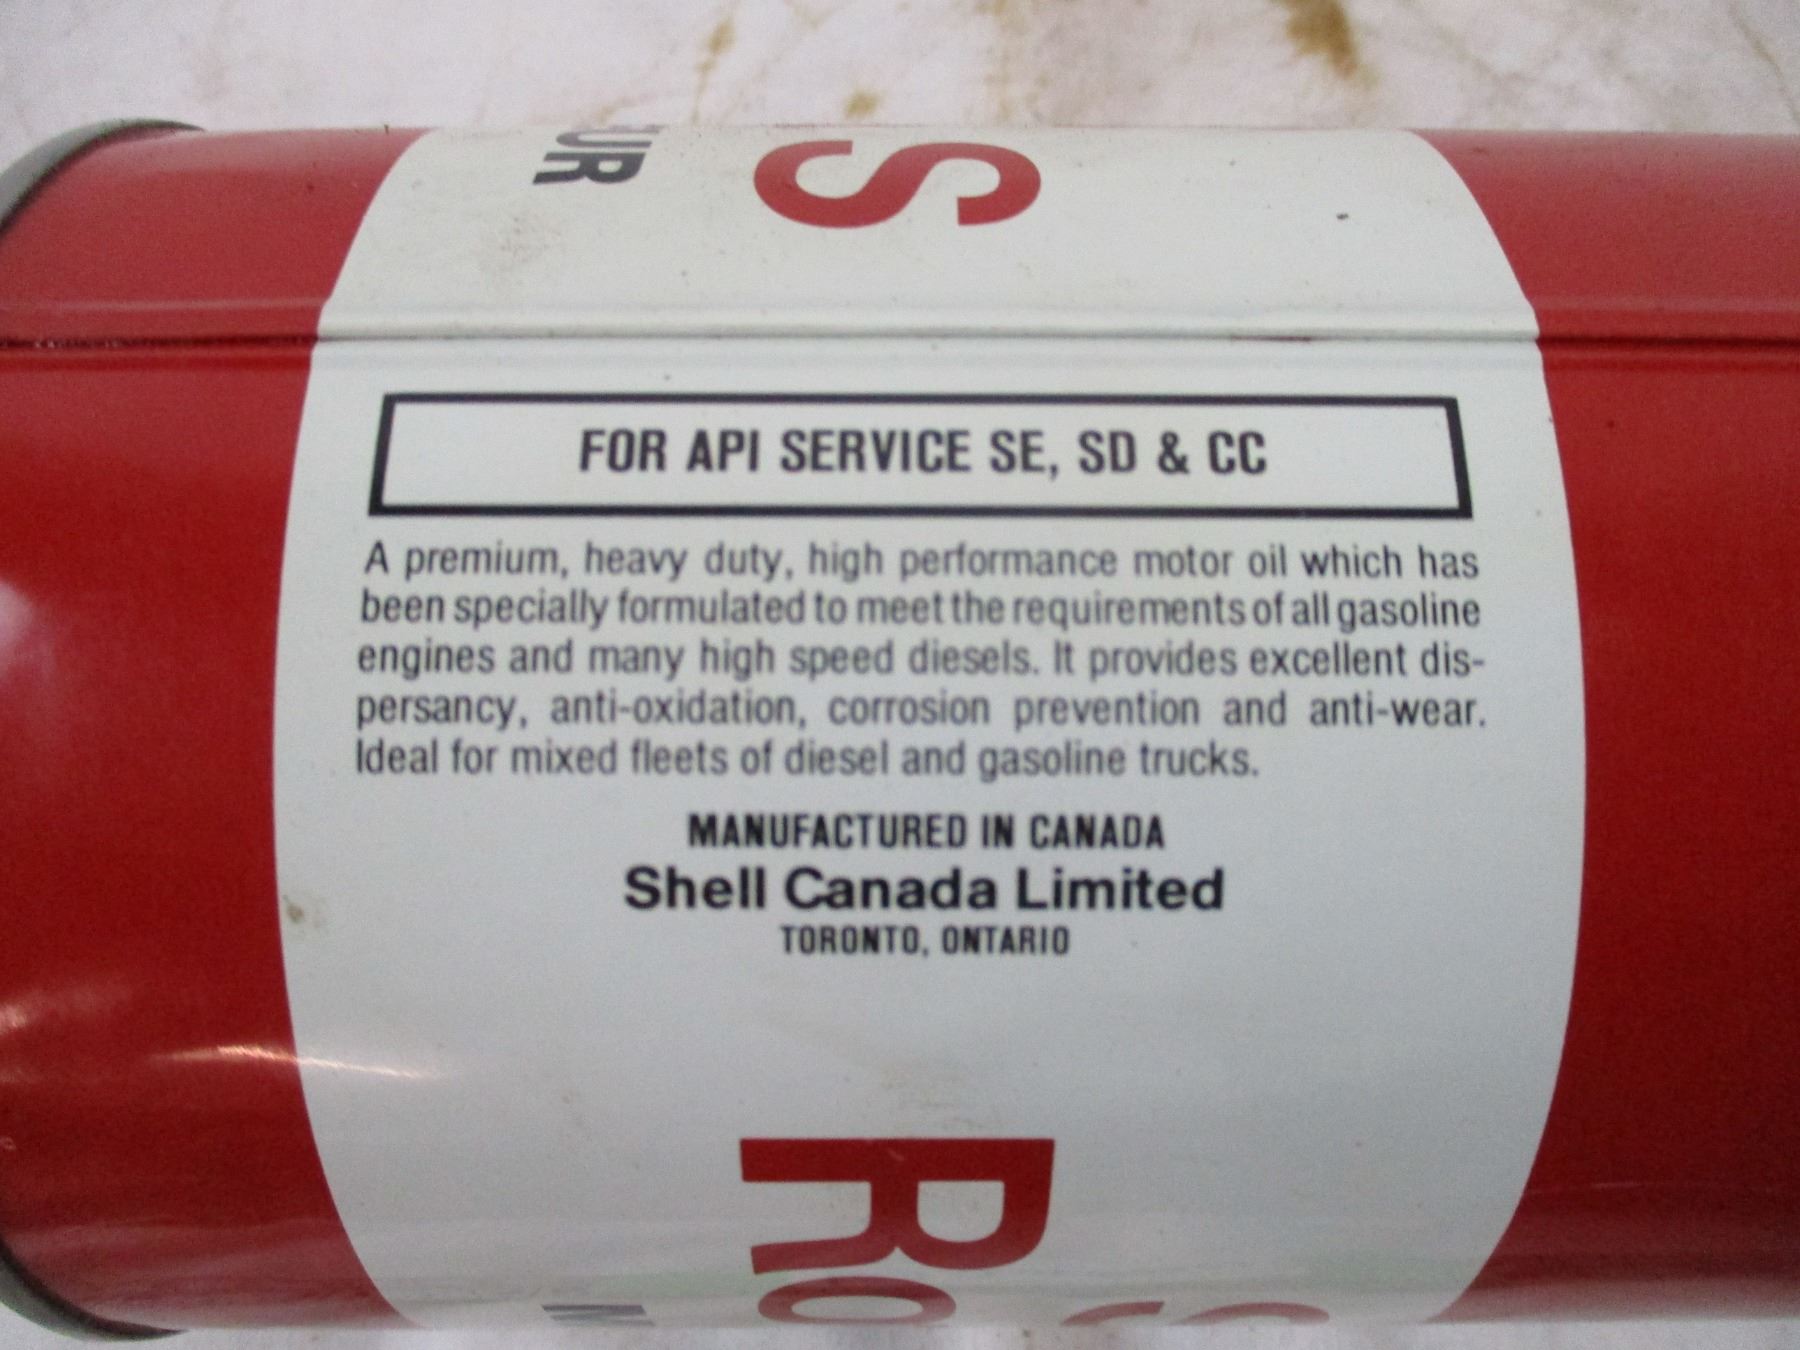 EUR
S
FOR API SERVICE SE, SD & CC
A premium, heavy duty, high performance motor oil which has
been specially formulated to meet the requirements of all gasoline
engines and many high speed diesels. It provides excellent dis-
persancy, anti-oxidation, corrosion prevention and anti-wear.
Ideal for mixed fleets of diesel and gasoline trucks.
MANUFACTURED IN CANADA
Shell Canada Limited
TORONTO, ONTARIO
RO